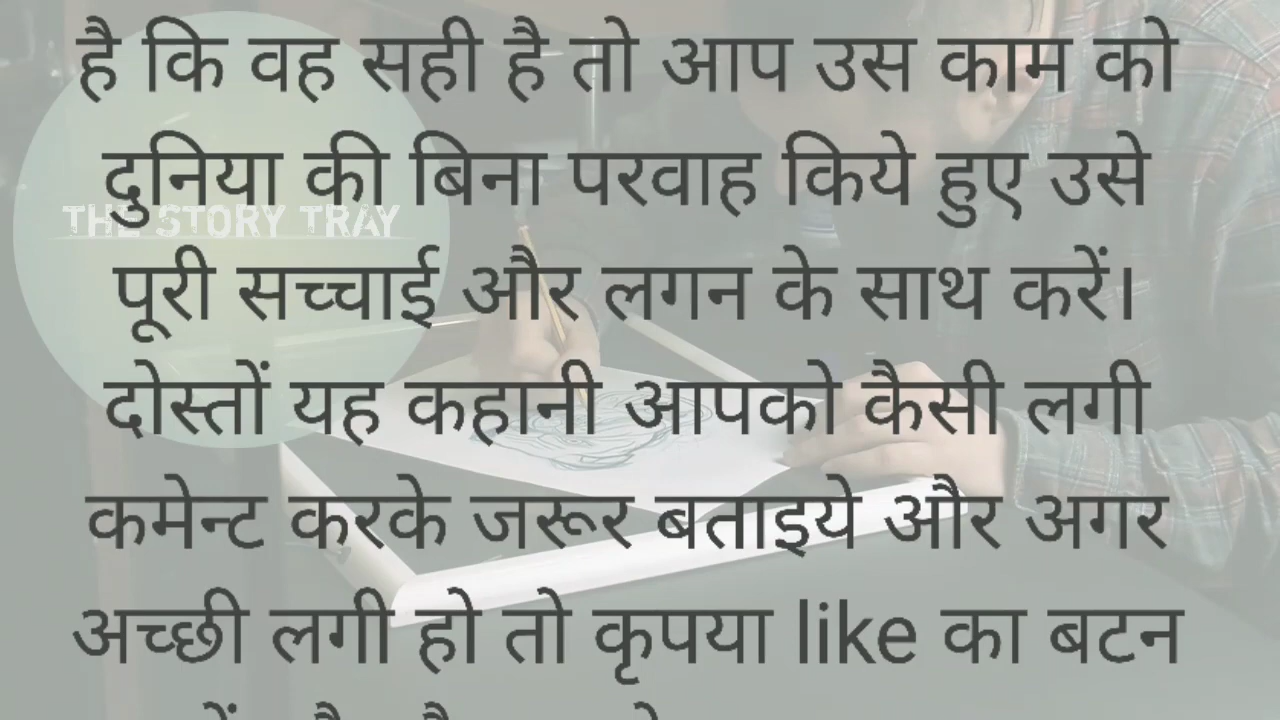 है कि वह सही है तो आप उस काम को
दुनिया की बिना परवाह किये हुए उसे
THE STORY TRAY
पूरी सच्चाई और लगन के साथ करें।
दोस्तों यह कहानी आपको कैसी लगी
कमेन्ट करके जरूर बताइये और अगर
अच्छी लगी हो तो कृपया like का बटन